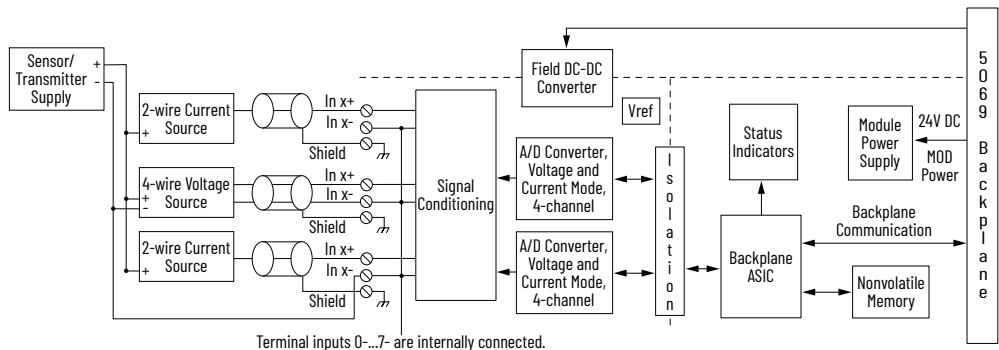 Sensor/
Transmitter
Supply
+
-
2-wire Current
Source
+
In x+
In x-
Shield
4-wire Voltage
Source
+
-
In x+
In x-
Shield
2-wire Current
Source
+
In x+
In x-
Shield
Signal
Conditioning
Field DC-DC
Converter
Vref
A/D Converter,
Voltage and
Current Mode,
4-channel
A/D Converter,
Voltage and
Current Mode,
4-channel
Isolation
Status
Indicators
Backplane
ASIC
Module
Power
Supply
24V DC
MOD
Power
Backplane
Communication
Nonvolatile
Memory
5069 Backplane
Terminal inputs 0-...7- are internally connected.